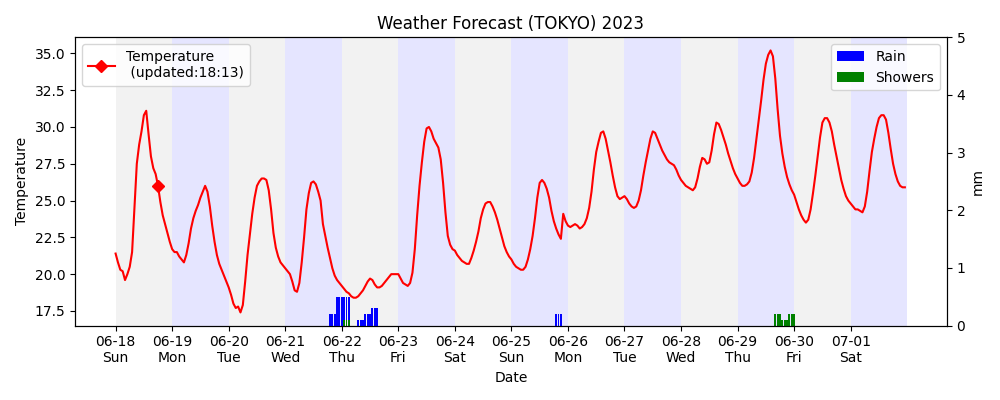 Weather Forecast (TOKYO) 2023
Temperature
(updated:18:13)
Rain
Showers
Temperature
35.0
32.5
30.0
27.5
25.0
22.5
20.0
17.5
5
4
3
2
1
0
mm
06-18 06-19 06-20 06-21 06-22 06-23 06-24 06-25 06-26 06-27 06-28 06-29 06-30 07-01
Sun Mon Tue Wed Thu Fri Sat Sun Mon Tue Wed Thu Fri Sat
Date